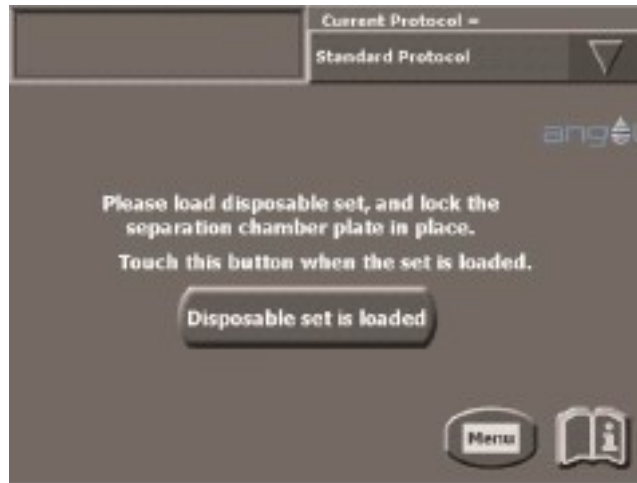 Current Protocol =
Standard Protocol
Please load disposable set, and lock the
separation chamber plate in place.
Touch this button when the set is loaded.
Disposable set is loaded
Menu
i